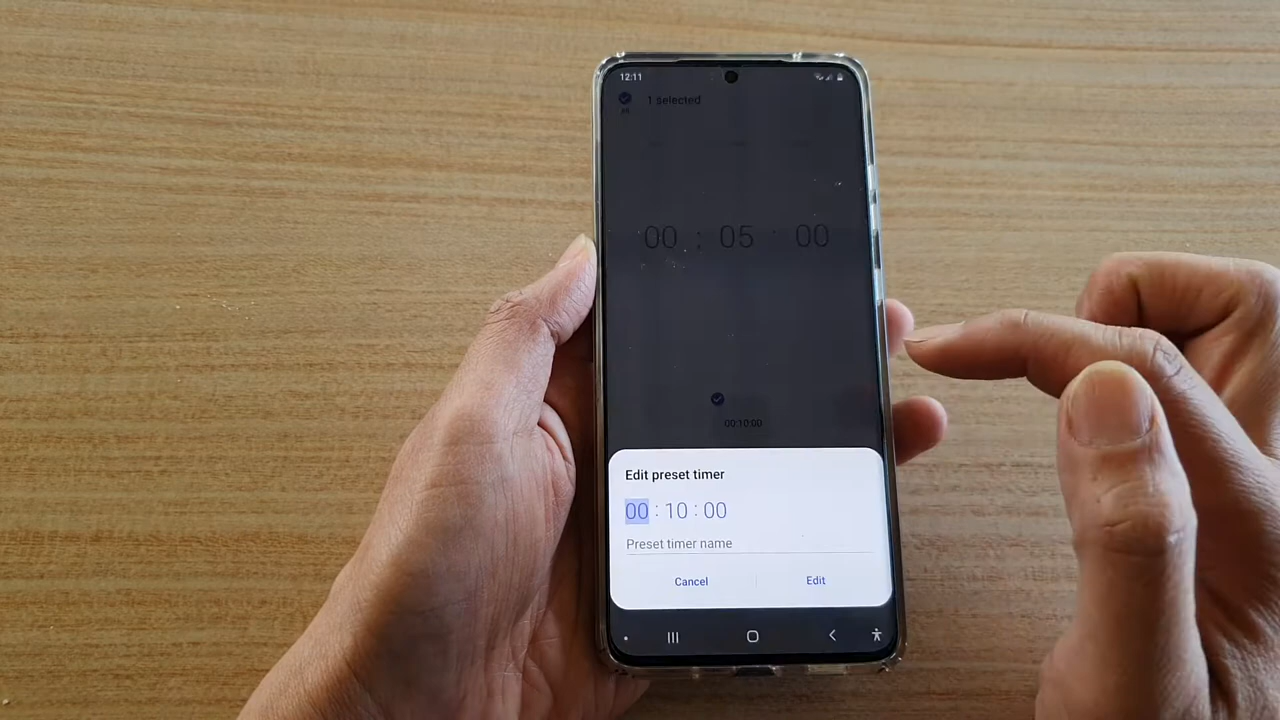 12:11
1 selected
00 : 05 : 00
00:10:00
Edit preset timer
00 : 10 : 00
Preset timer name
Cancel
Edit